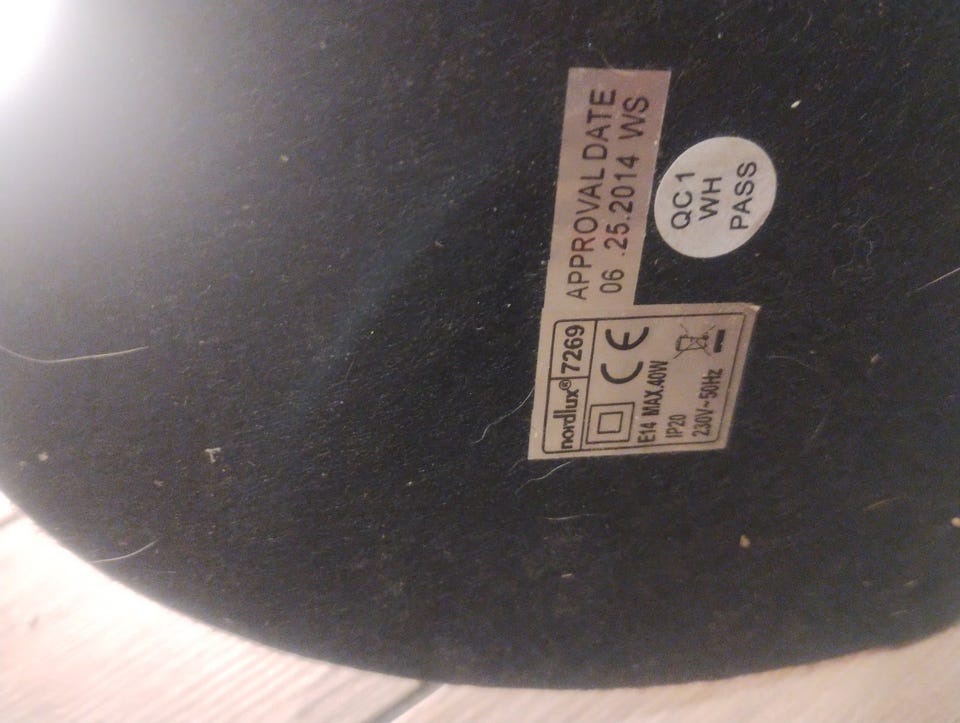 APPROVAL DATE
06 .25.2014 WS
QC 1
WH
PASS
nordlux® 7269
CE
E14 MAX.40W
IP20
230V~50Hz